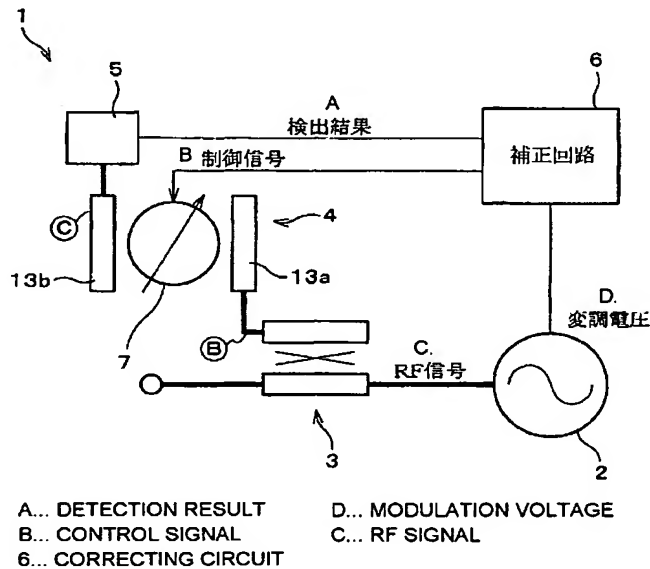 1
5
6
A
検出結果
B 制御信号
補正回路
C
4
13b
13a
7
B
D.
変調電圧
C.
RF信号
3
2
A... DETECTION RESULT
B... CONTROL SIGNAL
6... CORRECTING CIRCUIT
D... MODULATION VOLTAGE
C... RF SIGNAL